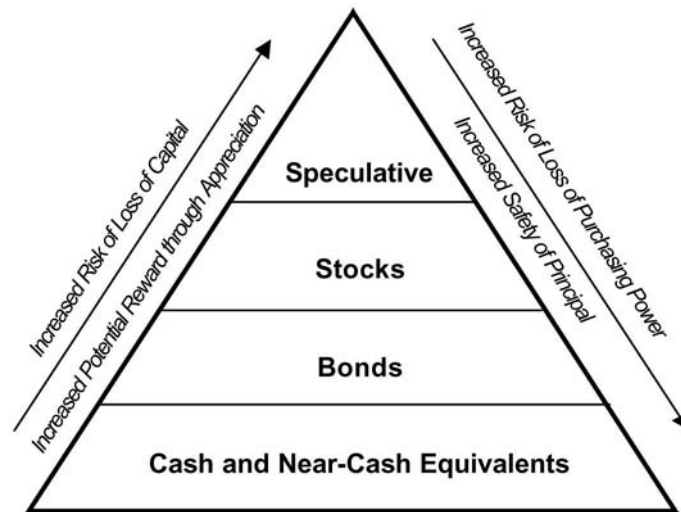 Increased Risk of Loss of Capital
Increased Potential Reward through Appreciation
Increased Risk of Loss of Purchasing Power
Increased Safety of Principal
Speculative
Stocks
Bonds
Cash and Near-Cash Equivalents